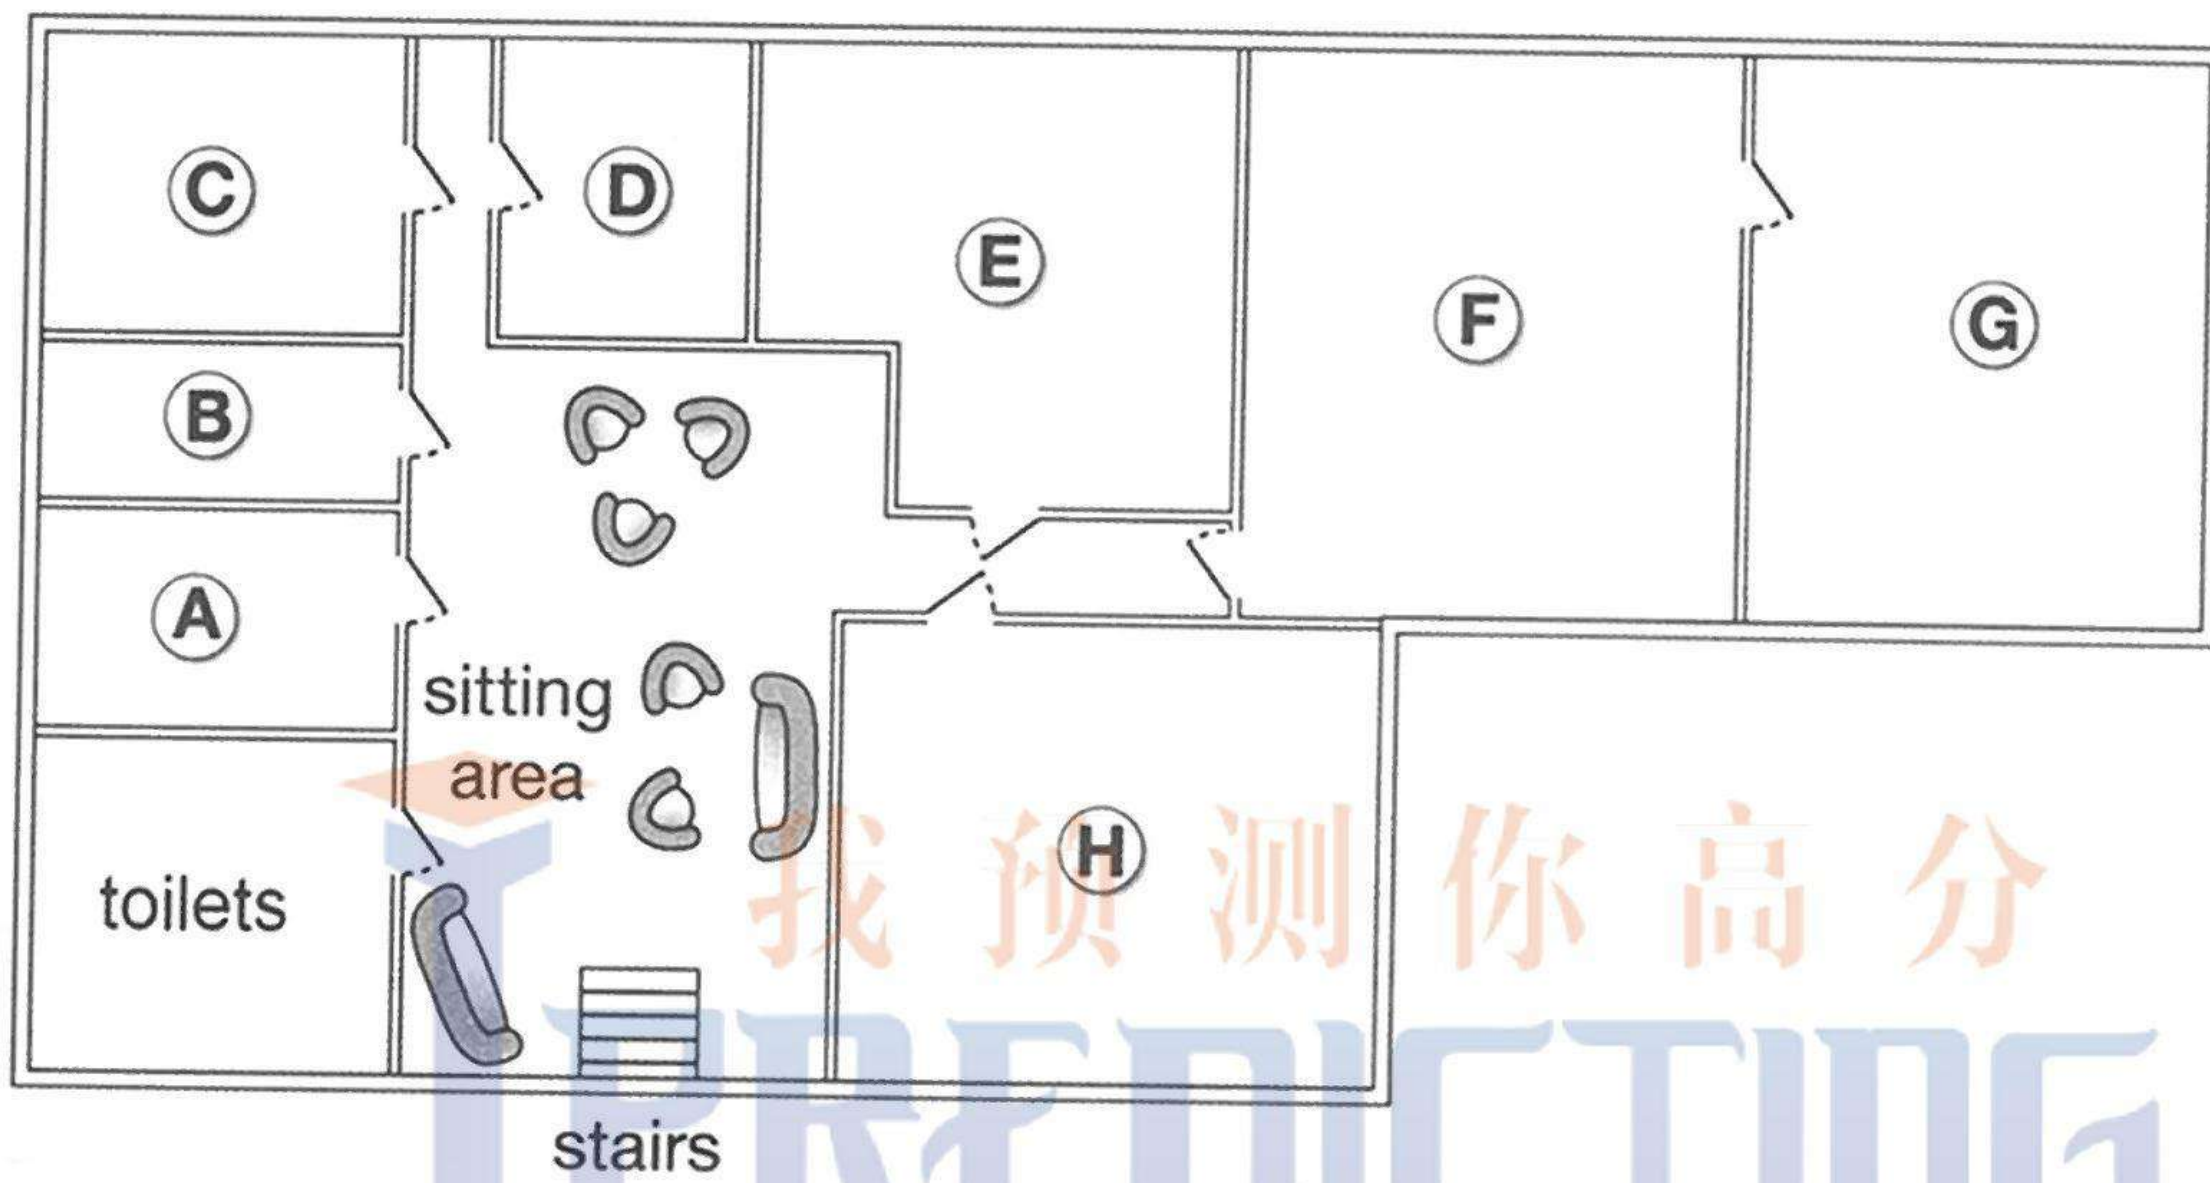 C
D
E
F
G
B
A
sitting
area
H
toilets
我预测你高分
PREDICTING
stairs